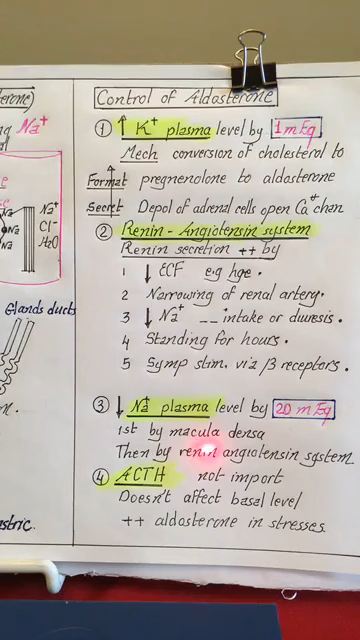 Control of Aldosterone
① ↑ K⁺ plasma level by 1 mEq
Mech conversion of cholesterol to
Format pregnenolone to aldosterone
Secret Depol of adrenal cells open Ca⁺⁺ chan
② Renin - Angiotensin system
Renin secretion ++ by
1 ↓ ECF e.g hge.
2 Narrowing of renal artery.
3 ↓ Na⁺ __ intake or diuresis.
4 Standing for hours.
5 Symp stim. via β receptors.
③ ↓ Na⁺ plasma level by 20 mEq
1st by macula densa
Then by renin angiotensin system
④ ACTH not import
Doesn't affect basal level
++ aldosterone in stresses
Na⁺
Na⁺
Cl⁻
H₂O
Na
Na
Na
Glands ducts